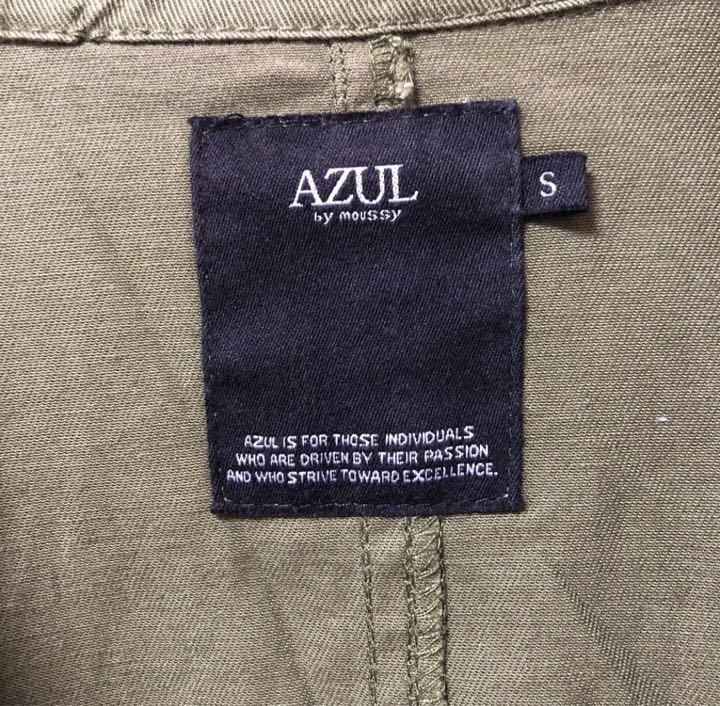 AZUL
by moussy
S
AZUL IS FOR THOSE INDIVIDUALS
WHO ARE DRIVEN BY THEIR PASSION
AND WHO STRIVE TOWARD EXCELLENCE.